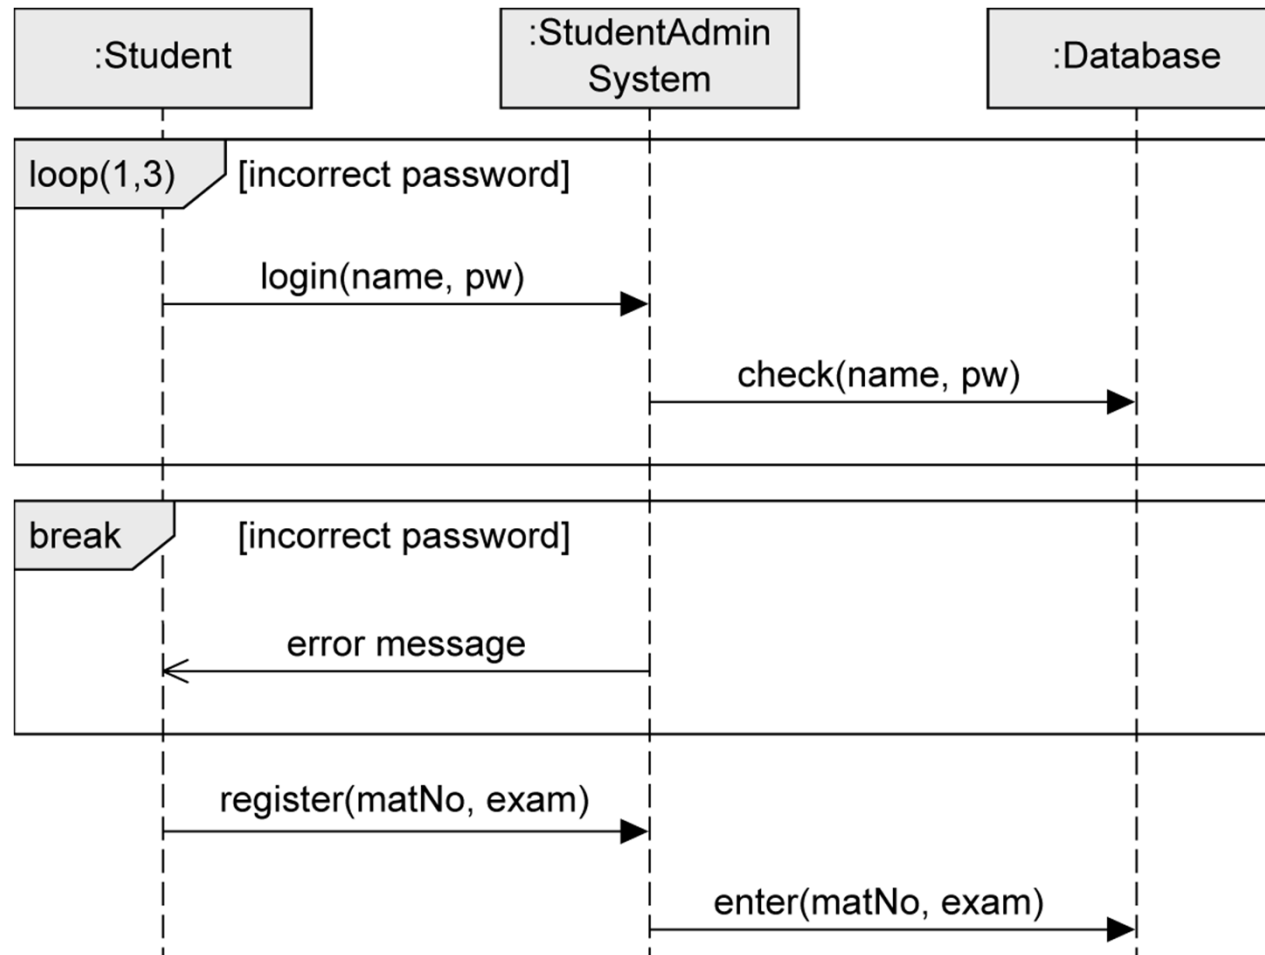 :Student
:StudentAdmin
System
:Database
loop(1,3)
[incorrect password]
login(name, pw)
check(name, pw)
break
[incorrect password]
error message
register(matNo, exam)
enter(matNo, exam)